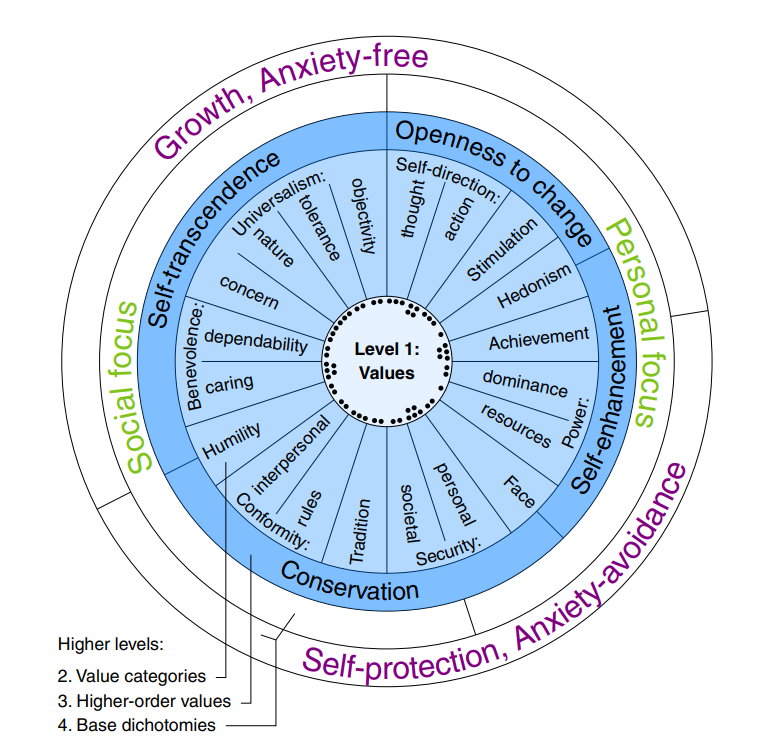 Growth, Anxiety-free
Social focus
Personal focus
Self-protection, Anxiety-avoidance
Self-transcendence
Openness to change
Self-enhancement
Conservation
Self-direction:
thought
action
Stimulation
Hedonism
Achievement
Power:
dominance
resources
Face
Security:
personal
societal
Tradition
Conformity:
rules
interpersonal
Humility
Benevolence:
caring
dependability
Universalism:
concern
nature
tolerance
objectivity
Level 1:
Values
Higher levels:
2. Value categories
3. Higher-order values
4. Base dichotomies